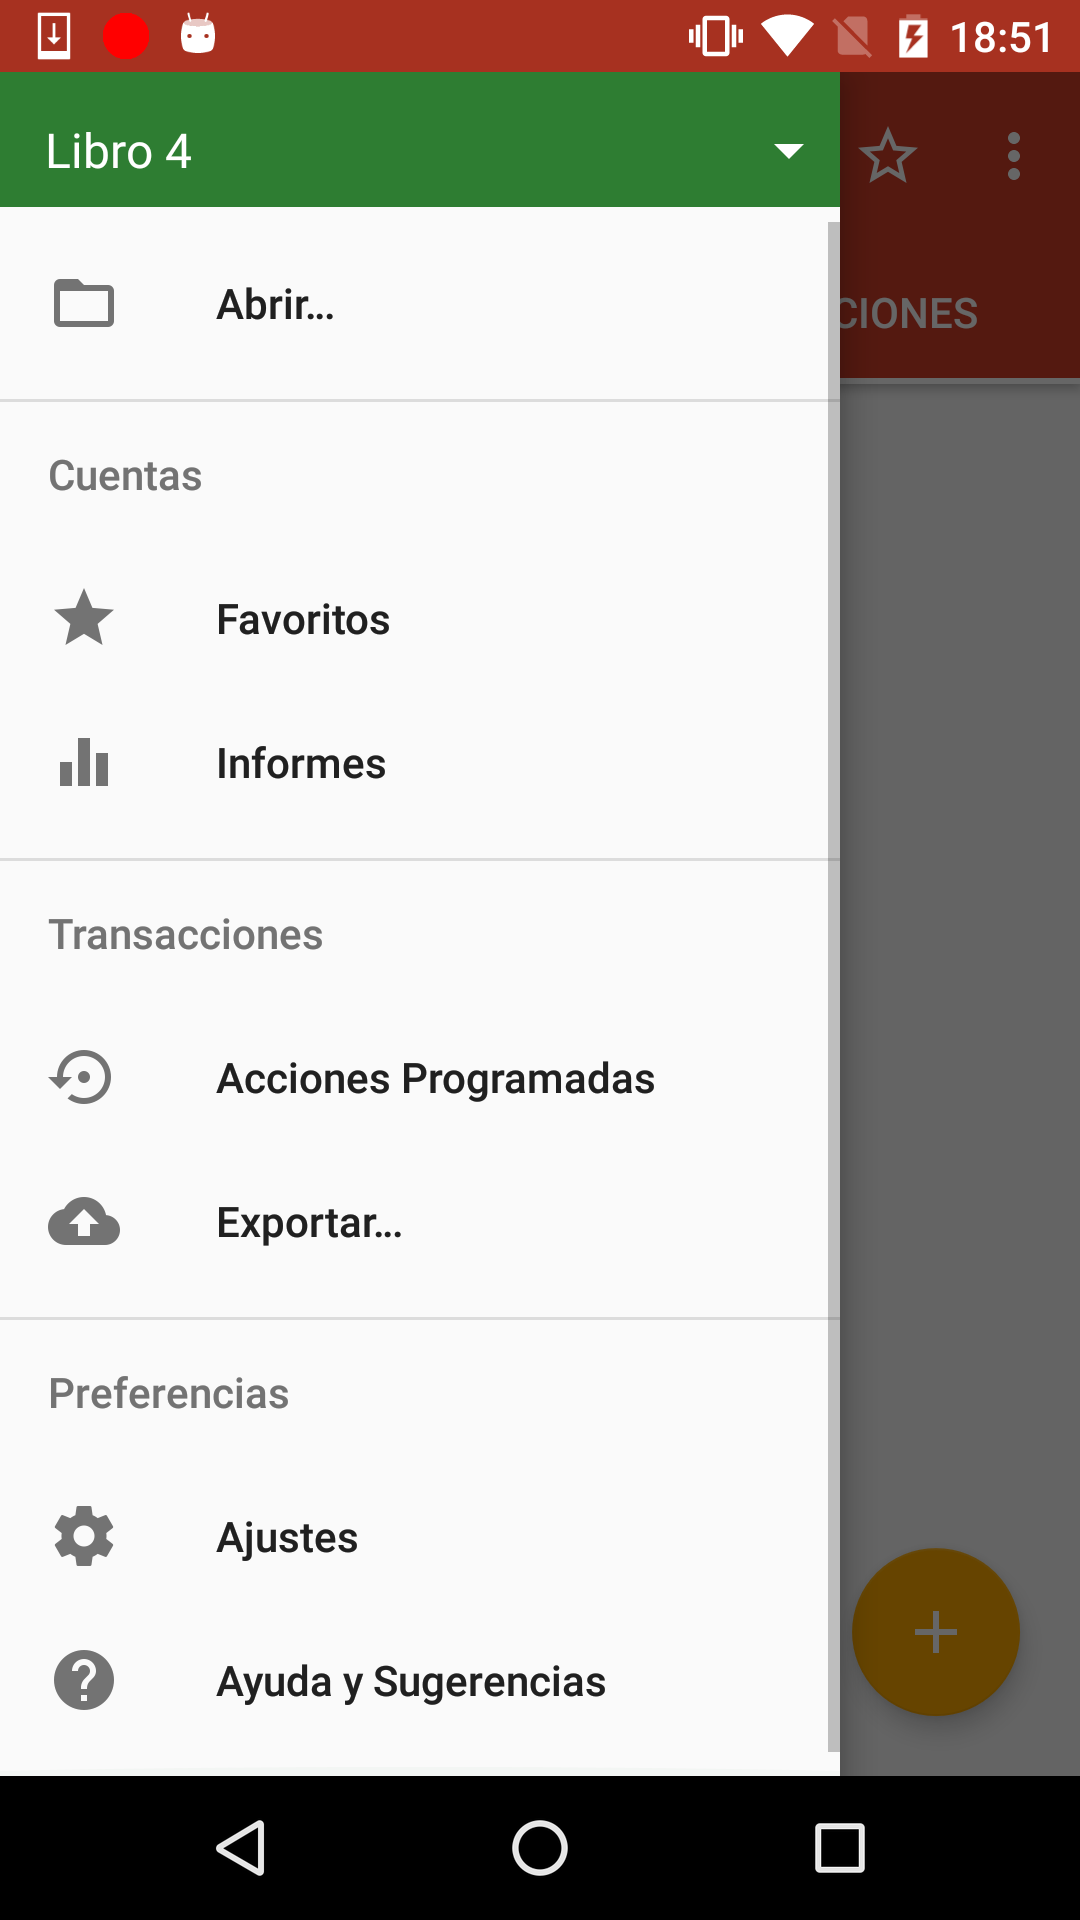 18:51
Libro 4
Abrir...
CIONES
Cuentas
Favoritos
Informes
Transacciones
Acciones Programadas
Exportar...
Preferencias
Ajustes
Ayuda y Sugerencias